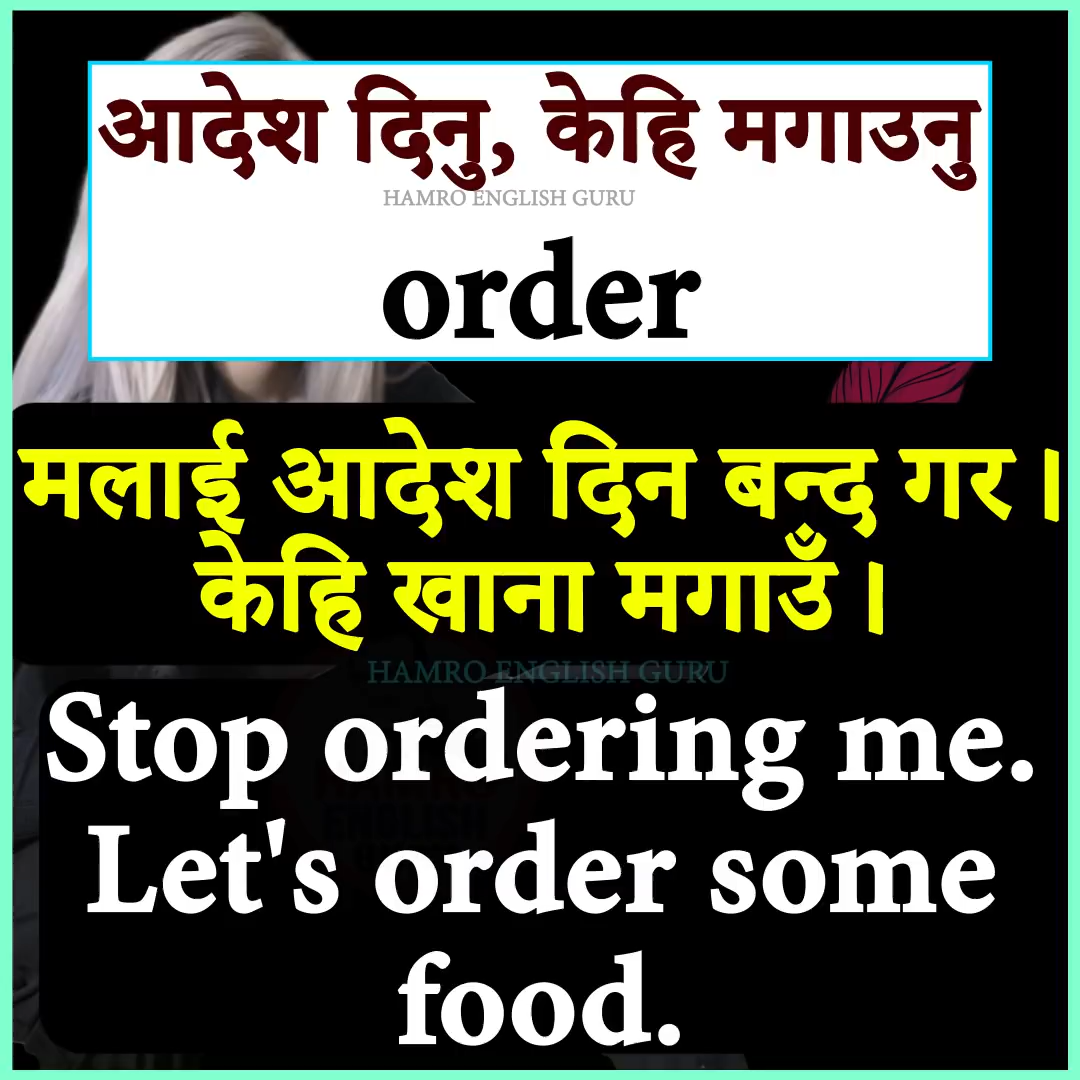 आदेश दिनु, केहि मगाउनु
HAMRO ENGLISH GURU
order
मलाई आदेश दिन बन्द गर ।
केहि खाना मगाउँ ।
HAMRO ENGLISH GURU
Stop ordering me.
Let's order some
food.